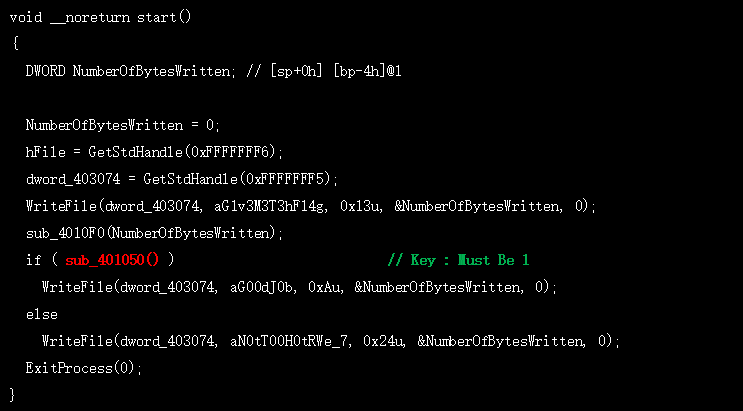 void __noreturn start()
{
DWORD NumberOfBytesWritten; // [sp+0h] [bp-4h]@1
NumberOfBytesWritten = 0;
hFile = GetStdHandle(0xFFFFFFF6);
dword_403074 = GetStdHandle(0xFFFFFFF5);
WriteFile(dword_403074, aG1v3M3T3hF14g, 0x13u, &NumberOfBytesWritten, 0);
sub_4010F0(NumberOfBytesWritten);
if ( sub_401050() ) // Key : Must Be 1
WriteFile(dword_403074, aG00dJ0b, 0xAu, &NumberOfBytesWritten, 0);
else
WriteFile(dword_403074, aN0tT00H0tRWe_7, 0x24u, &NumberOfBytesWritten, 0);
ExitProcess(0);
}